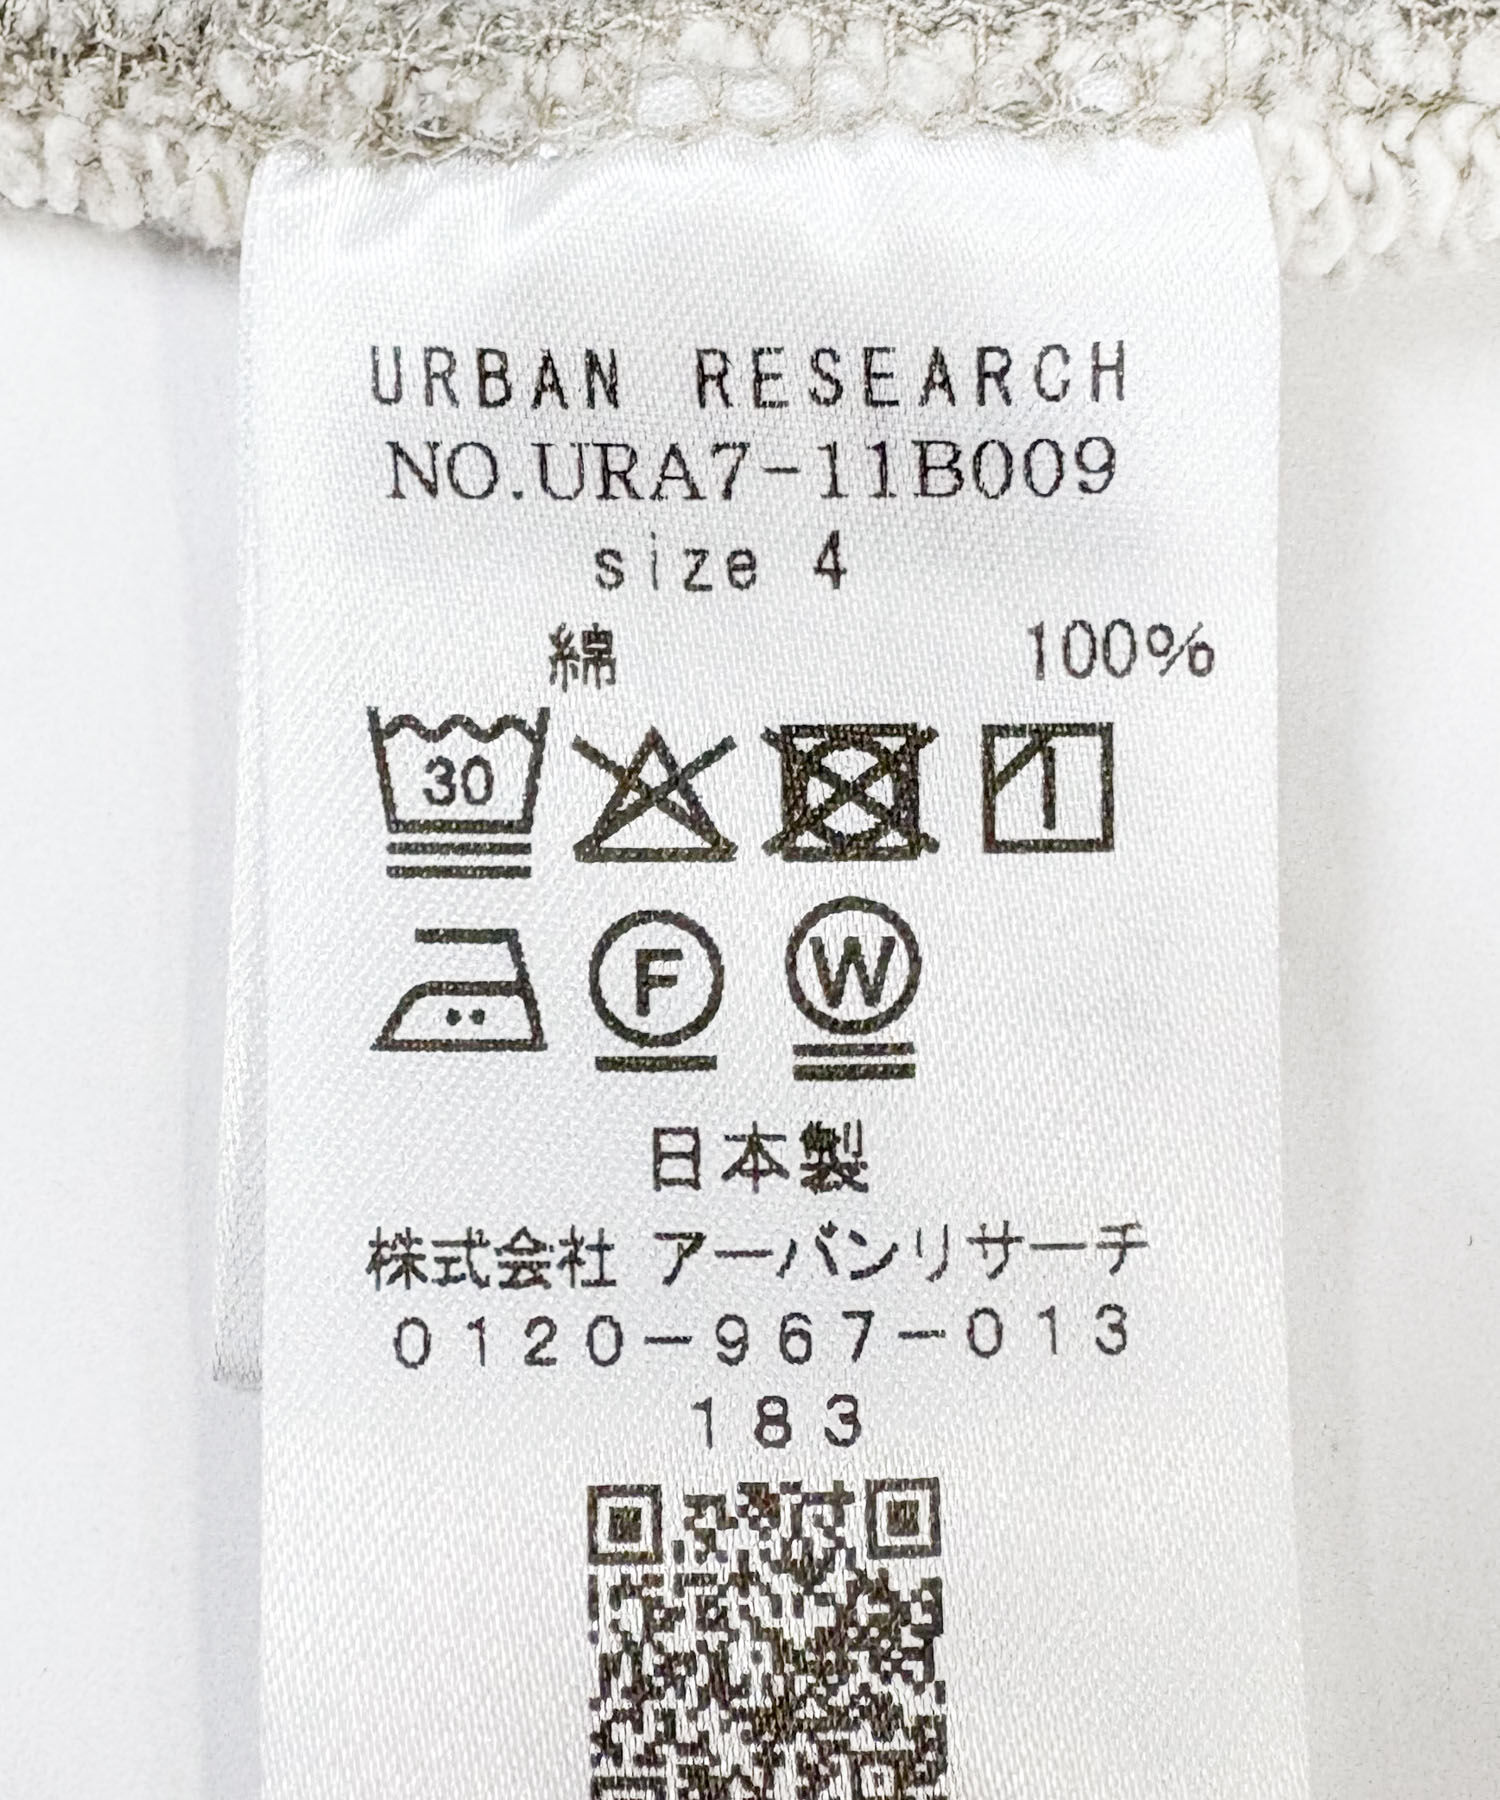 URBAN RESEARCH
NO.URA7-11B009
size 4
綿 100%
30
F W
日本製
株式会社 アーバンリサーチ
0120-967-013
183